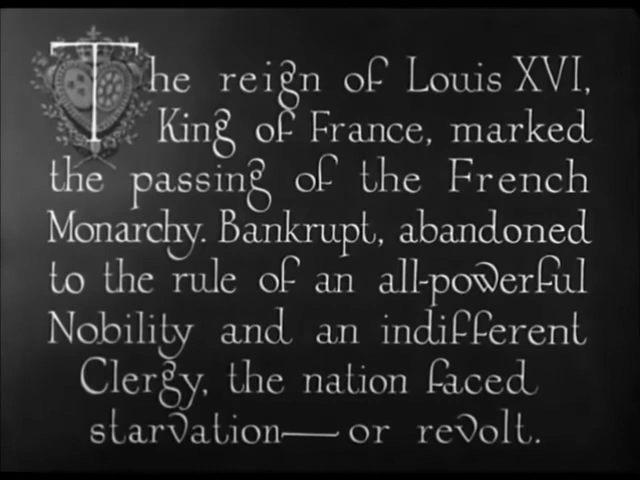 The reign of Louis XVI,
King of France, marked
the passing of the French
Monarchy. Bankrupt, abandoned
to the rule of an all-powerful
Nobility and an indifferent
Clergy, the nation faced
starvation—or revolt.